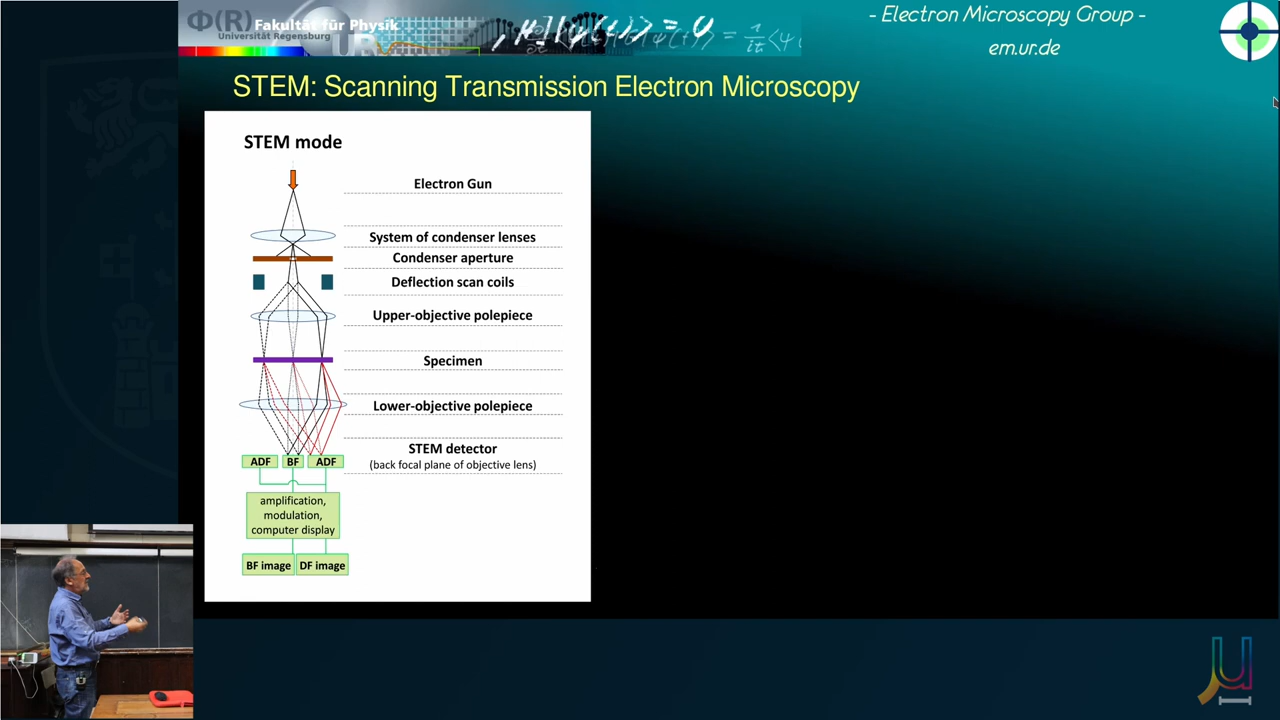 Φ(R) Fakultät für Physik
Universität Regensburg
UR
- Electron Microscopy Group -
em.ur.de
STEM: Scanning Transmission Electron Microscopy
STEM mode
Electron Gun
System of condenser lenses
Condenser aperture
Deflection scan coils
Upper-objective polepiece
Specimen
Lower-objective polepiece
STEM detector
(back focal plane of objective lens)
ADF BF ADF
amplification,
modulation,
computer display
BF image DF image
μ